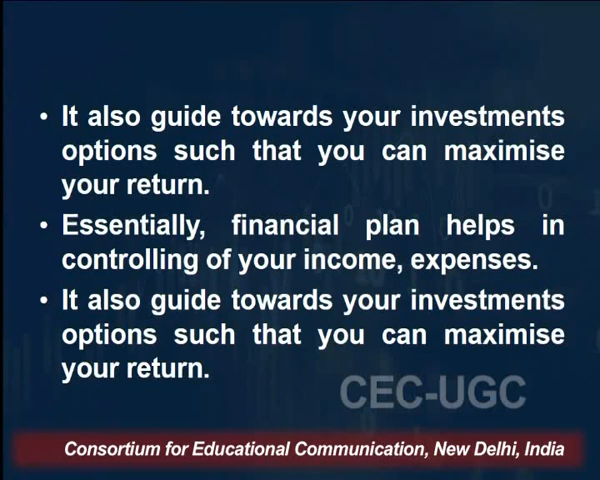 • It also guide towards your investments
options such that you can maximise
your return.
• Essentially, financial plan helps in
controlling of your income, expenses.
• It also guide towards your investments
options such that you can maximise
your return.
CEC-UGC
Consortium for Educational Communication, New Delhi, India